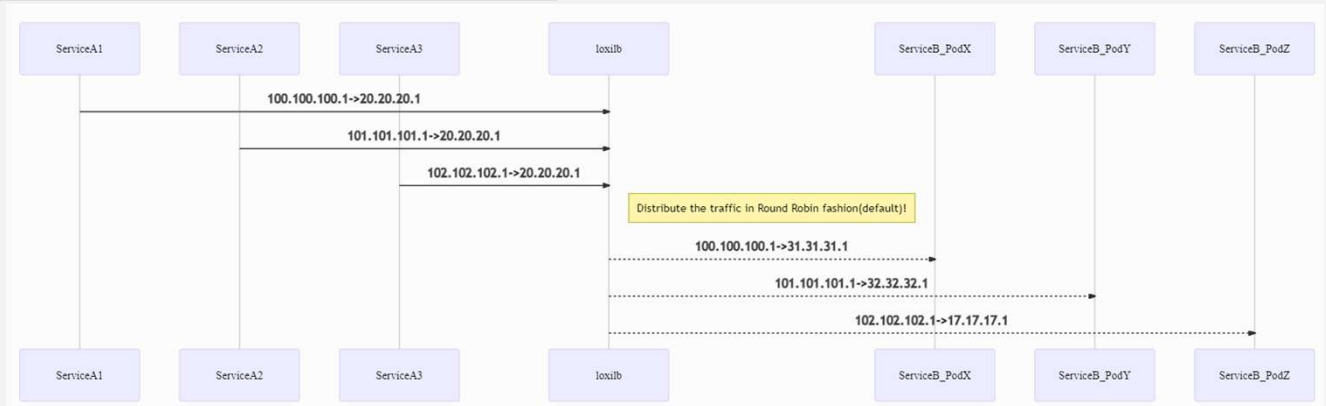 ServiceA1
ServiceA2
ServiceA3
loxilb
ServiceB_PodX
ServiceB_PodY
ServiceB_PodZ
100.100.100.1->20.20.20.1
101.101.101.1->20.20.20.1
102.102.102.1->20.20.20.1
Distribute the traffic in Round Robin fashion(default)!
100.100.100.1->31.31.31.1
101.101.101.1->32.32.32.1
102.102.102.1->17.17.17.1
ServiceA1
ServiceA2
ServiceA3
loxilb
ServiceB_PodX
ServiceB_PodY
ServiceB_PodZ